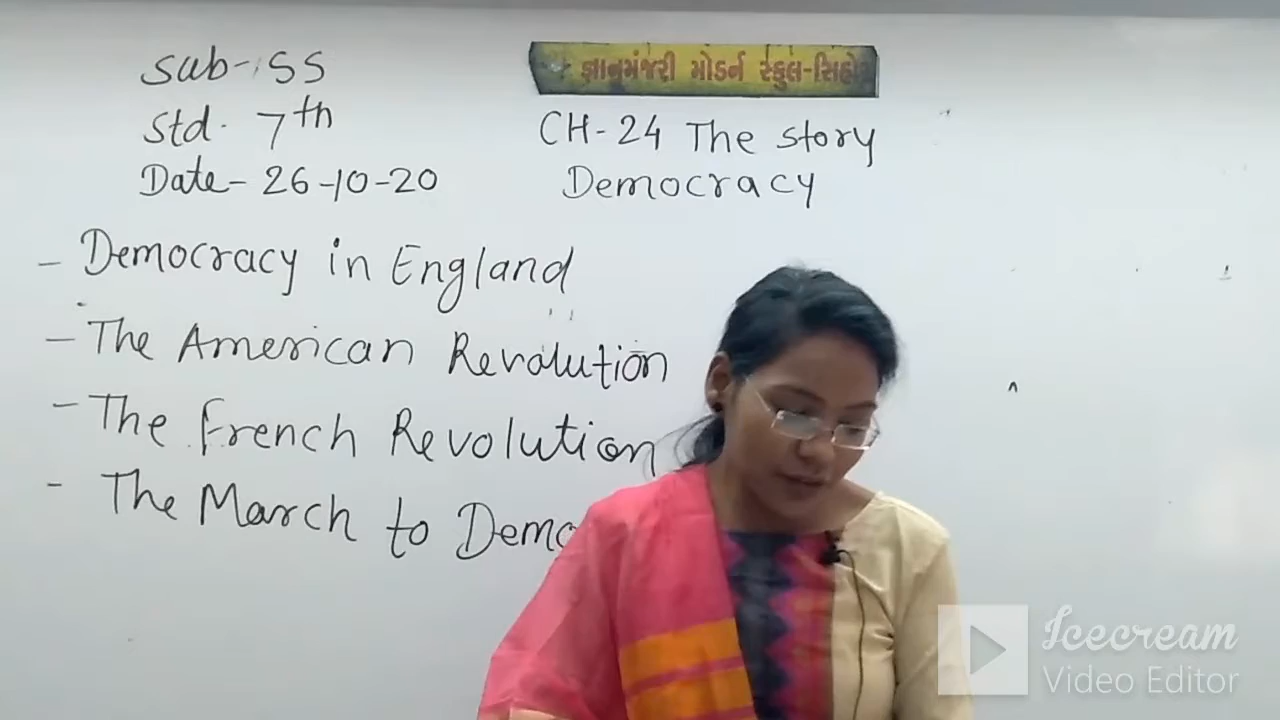 Sub-SS
Std. 7th
Date-26-10-20
જ્ઞાનમંજરી મોડર્ન સ્કુલ-સિહોર
CH-24 The story
Democracy
- Democracy in England
- The American Revolution
- The French Revolution
- The March to Demo
Icecream
Video Editor